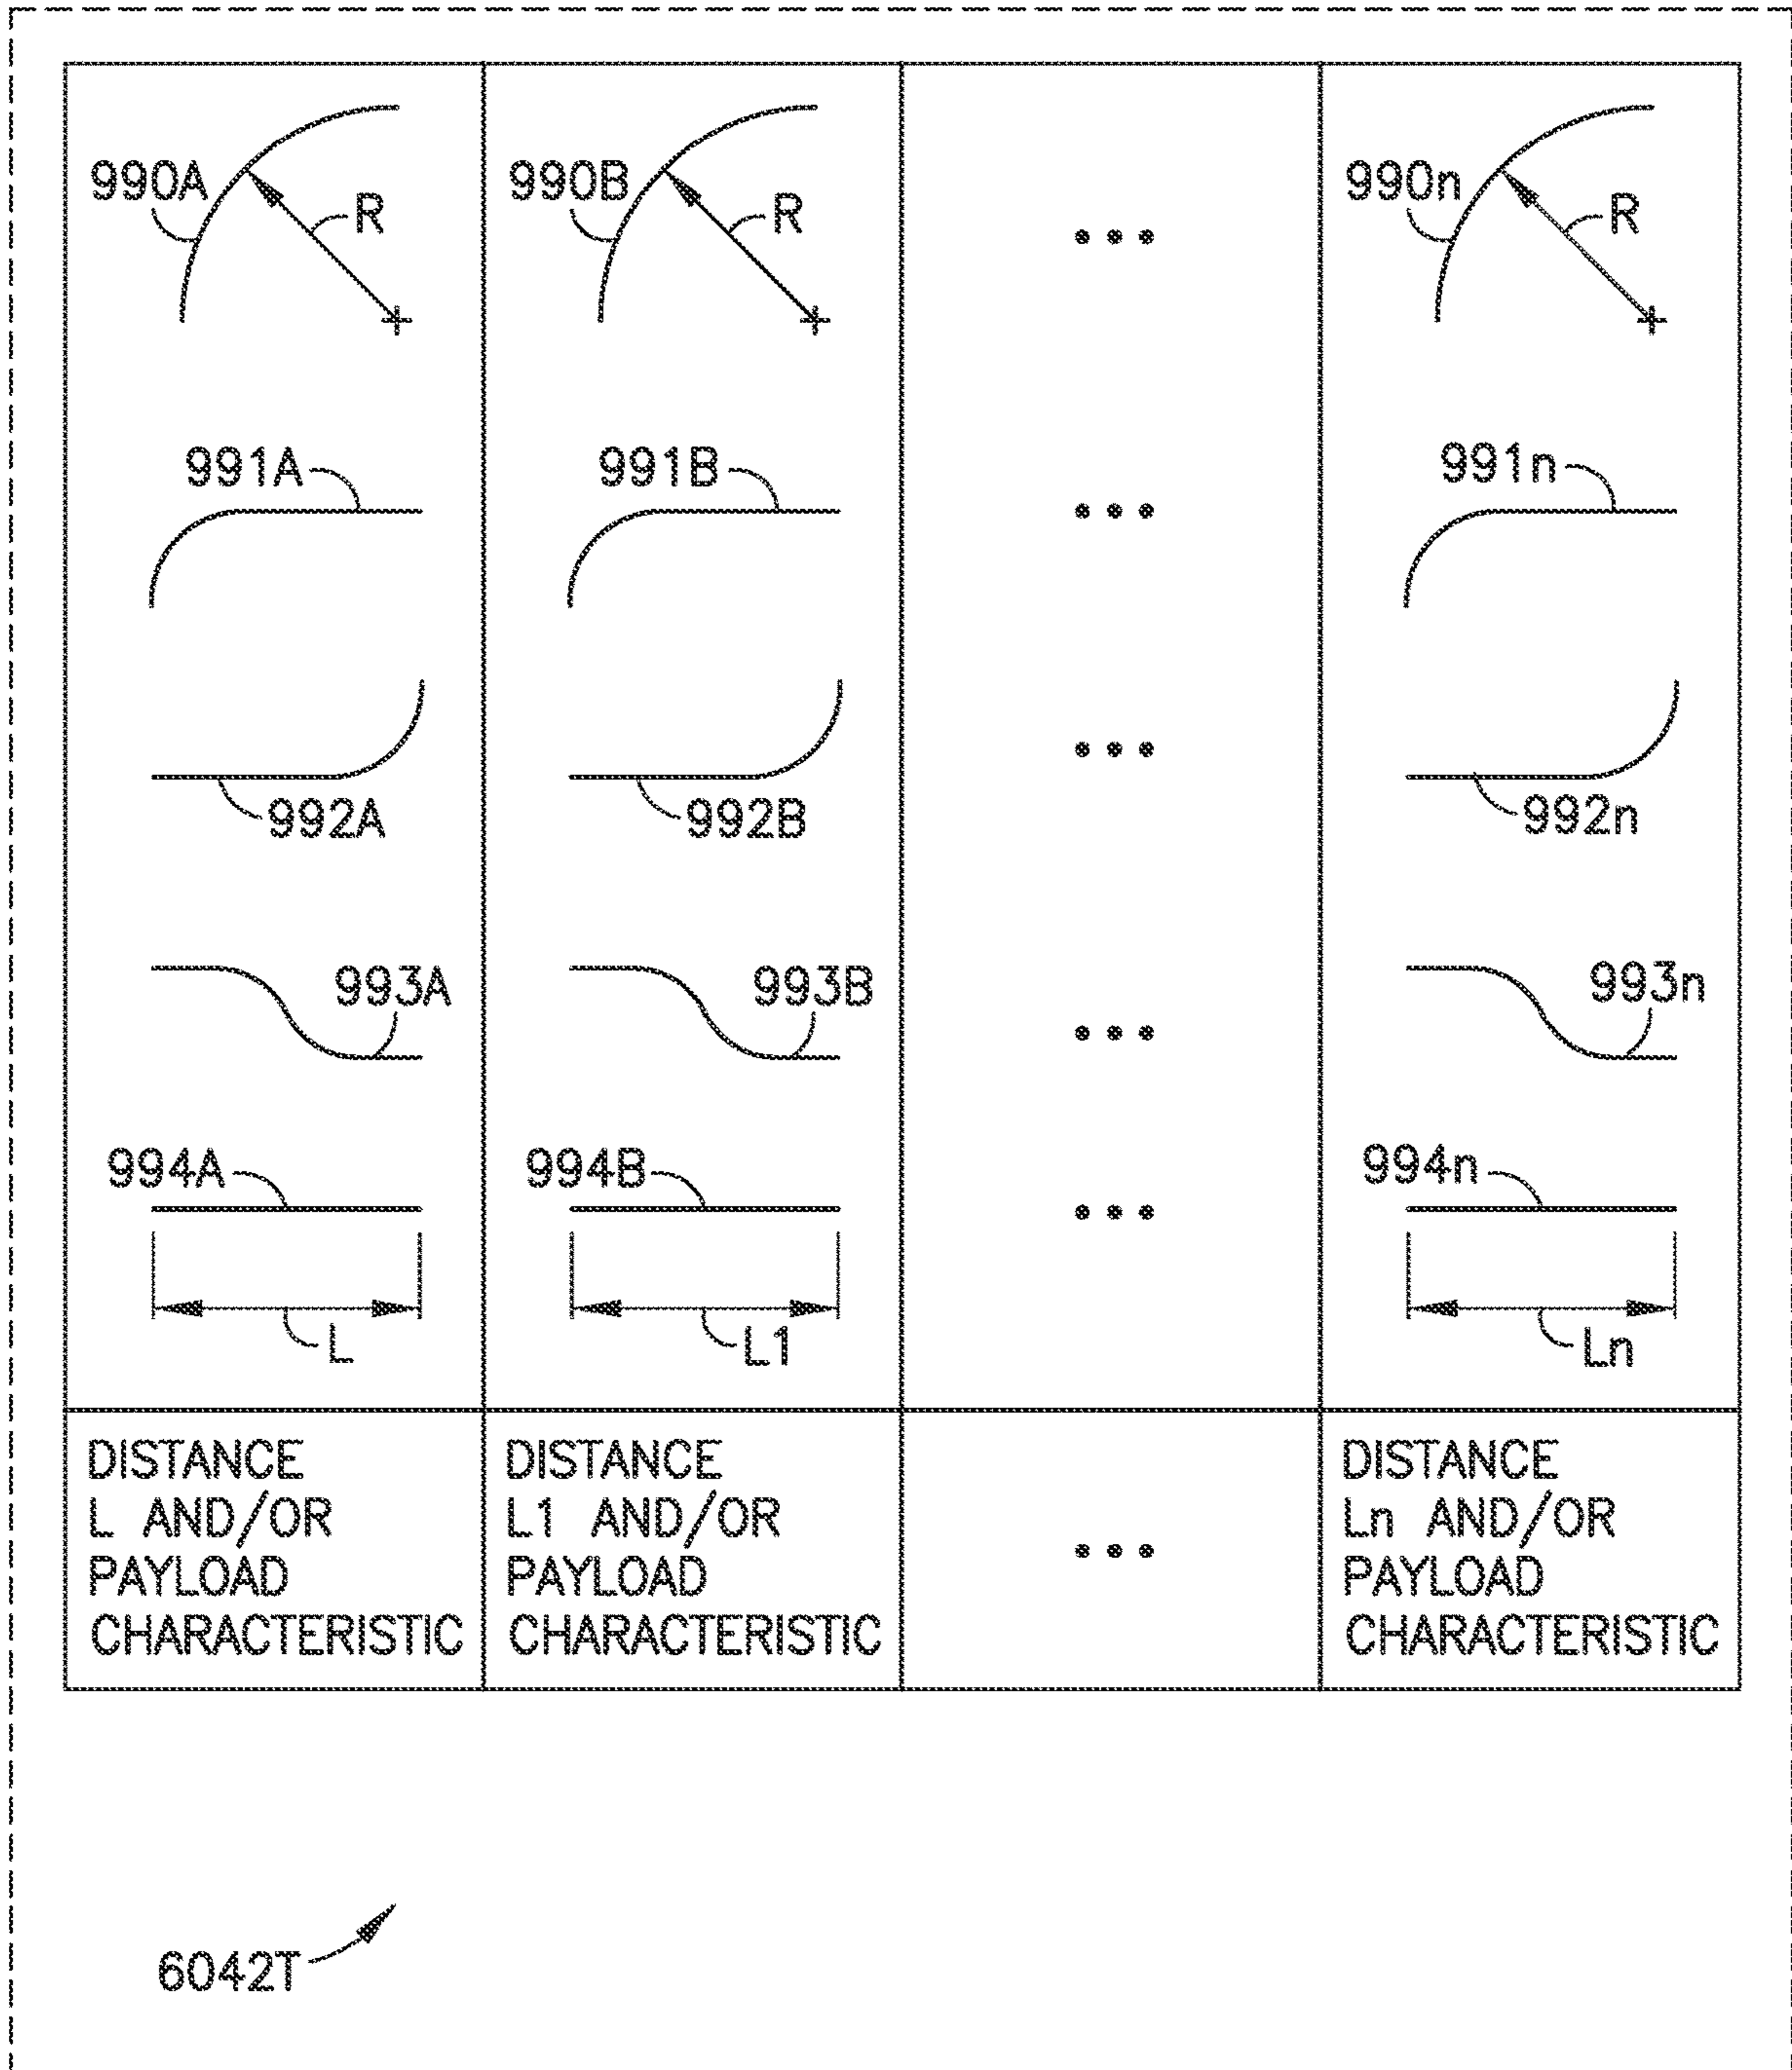 990A R
990B R
990n R
991A
991B
991n
992A
992B
992n
993A
993B
993n
994A
994B
994n
L
L1
Ln
DISTANCE
L AND/OR
PAYLOAD
CHARACTERISTIC
DISTANCE
L1 AND/OR
PAYLOAD
CHARACTERISTIC
DISTANCE
Ln AND/OR
PAYLOAD
CHARACTERISTIC
6042T